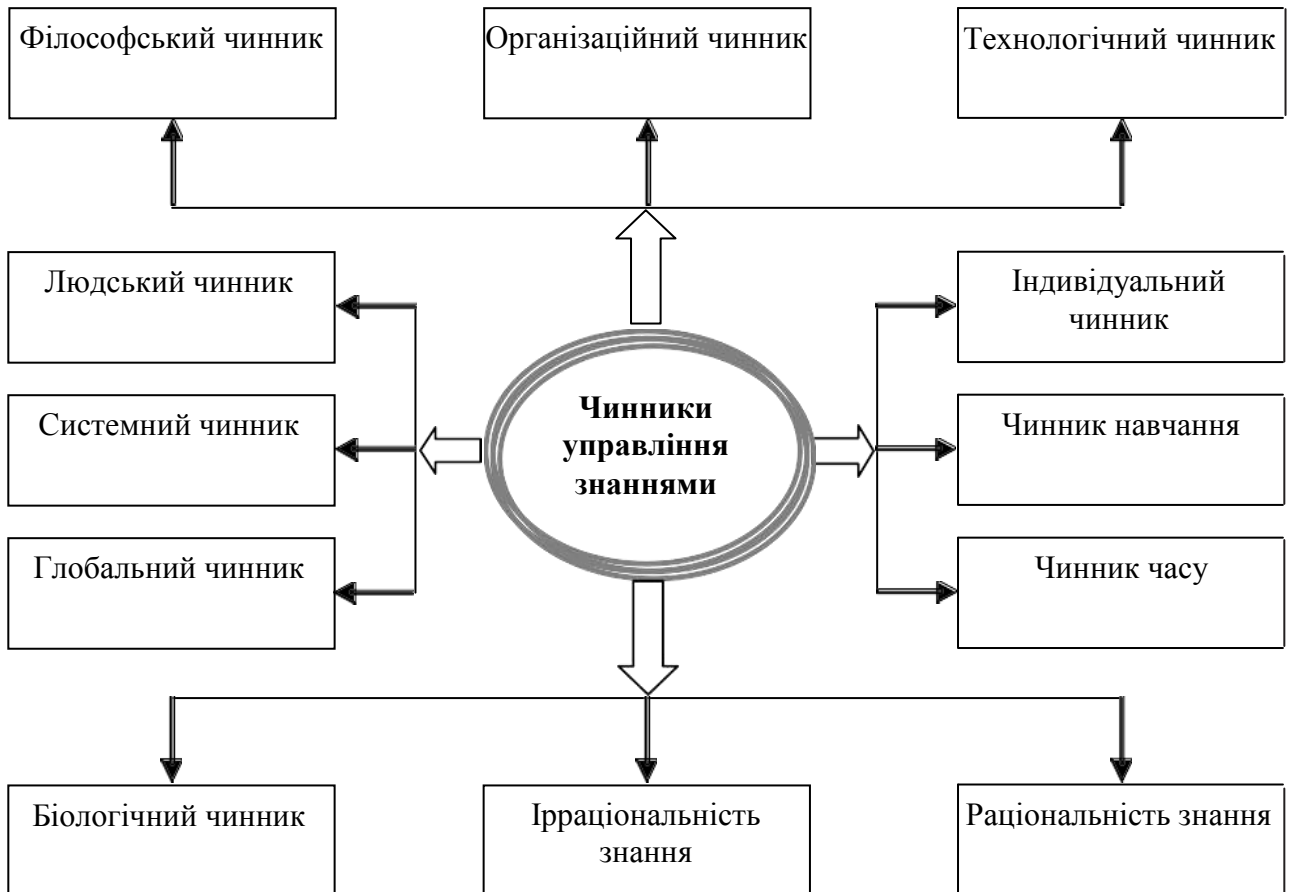 Філософський чинник
Організаційний чинник
Технологічний чинник
Людський чинник
Індивідуальний
чинник
Чинники
управління
знаннями
Системний чинник
Чинник навчання
Глобальний чинник
Чинник часу
Біологічний чинник
Ірраціональність
знання
Раціональність знання